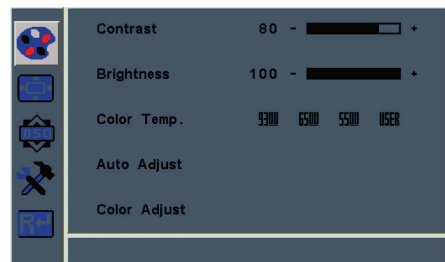 Contrast 80 - +
Brightness 100 - +
Color Temp. 9300 6500 5500 USER
OSD
Auto Adjust
Color Adjust
R